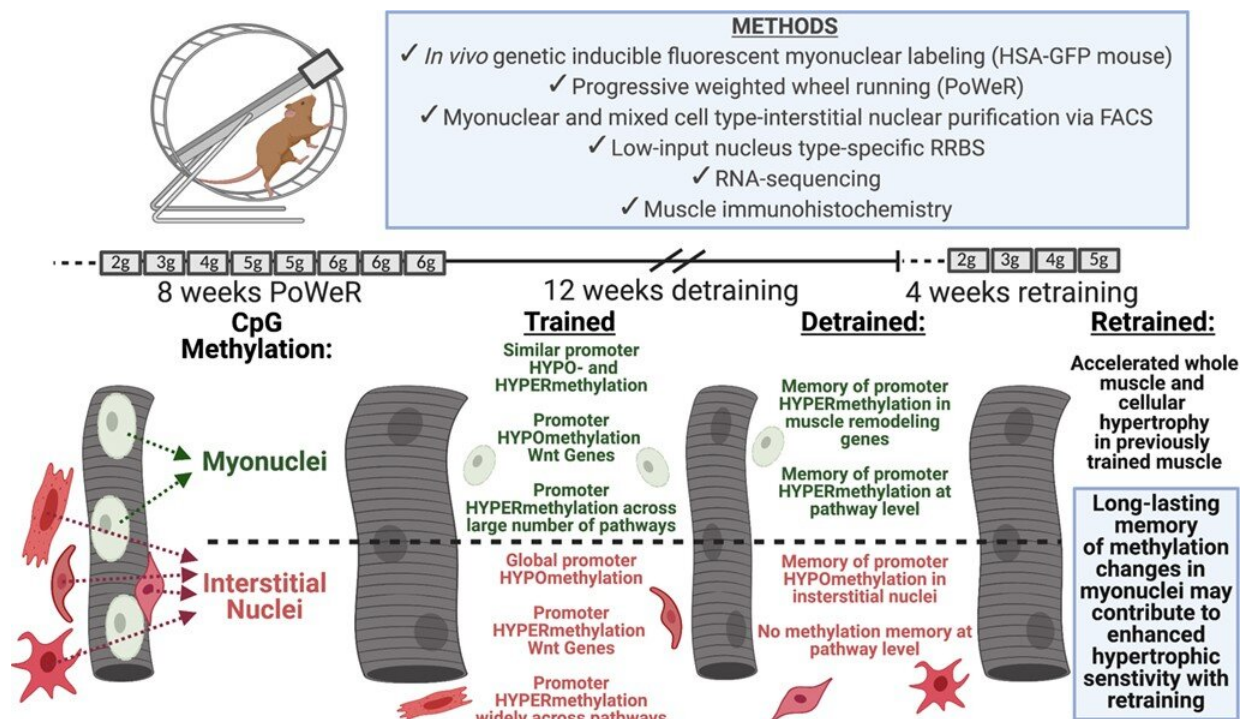 METHODS
✓ In vivo genetic inducible fluorescent myonuclear labeling (HSA-GFP mouse)
✓ Progressive weighted wheel running (PoWeR)
✓ Myonuclear and mixed cell type-interstitial nuclear purification via FACS
✓ Low-input nucleus type-specific RRBS
✓ RNA-sequencing
✓ Muscle immunohistochemistry
2g 3g 4g 5g 5g 6g 6g 6g
2g 3g 4g 5g
8 weeks PoWeR
12 weeks detraining
4 weeks retraining
CpG
Methylation:
Myonuclei
Interstitial
Nuclei
Trained
Similar promoter
HYPO- and
HYPERmethylation
Promoter
HYPOmethylation
Wnt Genes
Promoter
HYPERmethylation across
large number of pathways
Global promoter
HYPOmethylation
Promoter
HYPERmethylation
Wnt Genes
Promoter
HYPERmethylation
widely across pathways
Detrained:
Memory of promoter
HYPERmethylation in
muscle remodeling
genes
Memory of promoter
HYPERmethylation at
pathway level
Memory of promoter
HYPOmethylation in
insterstitial nuclei
No methylation memory at
pathway level
Retrained:
Accelerated whole
muscle and
cellular
hypertrophy
in previously
trained muscle
Long-lasting
memory
of methylation
changes in
myonuclei may
contribute to
enhanced
hypertrophic
senstivity with
retraining